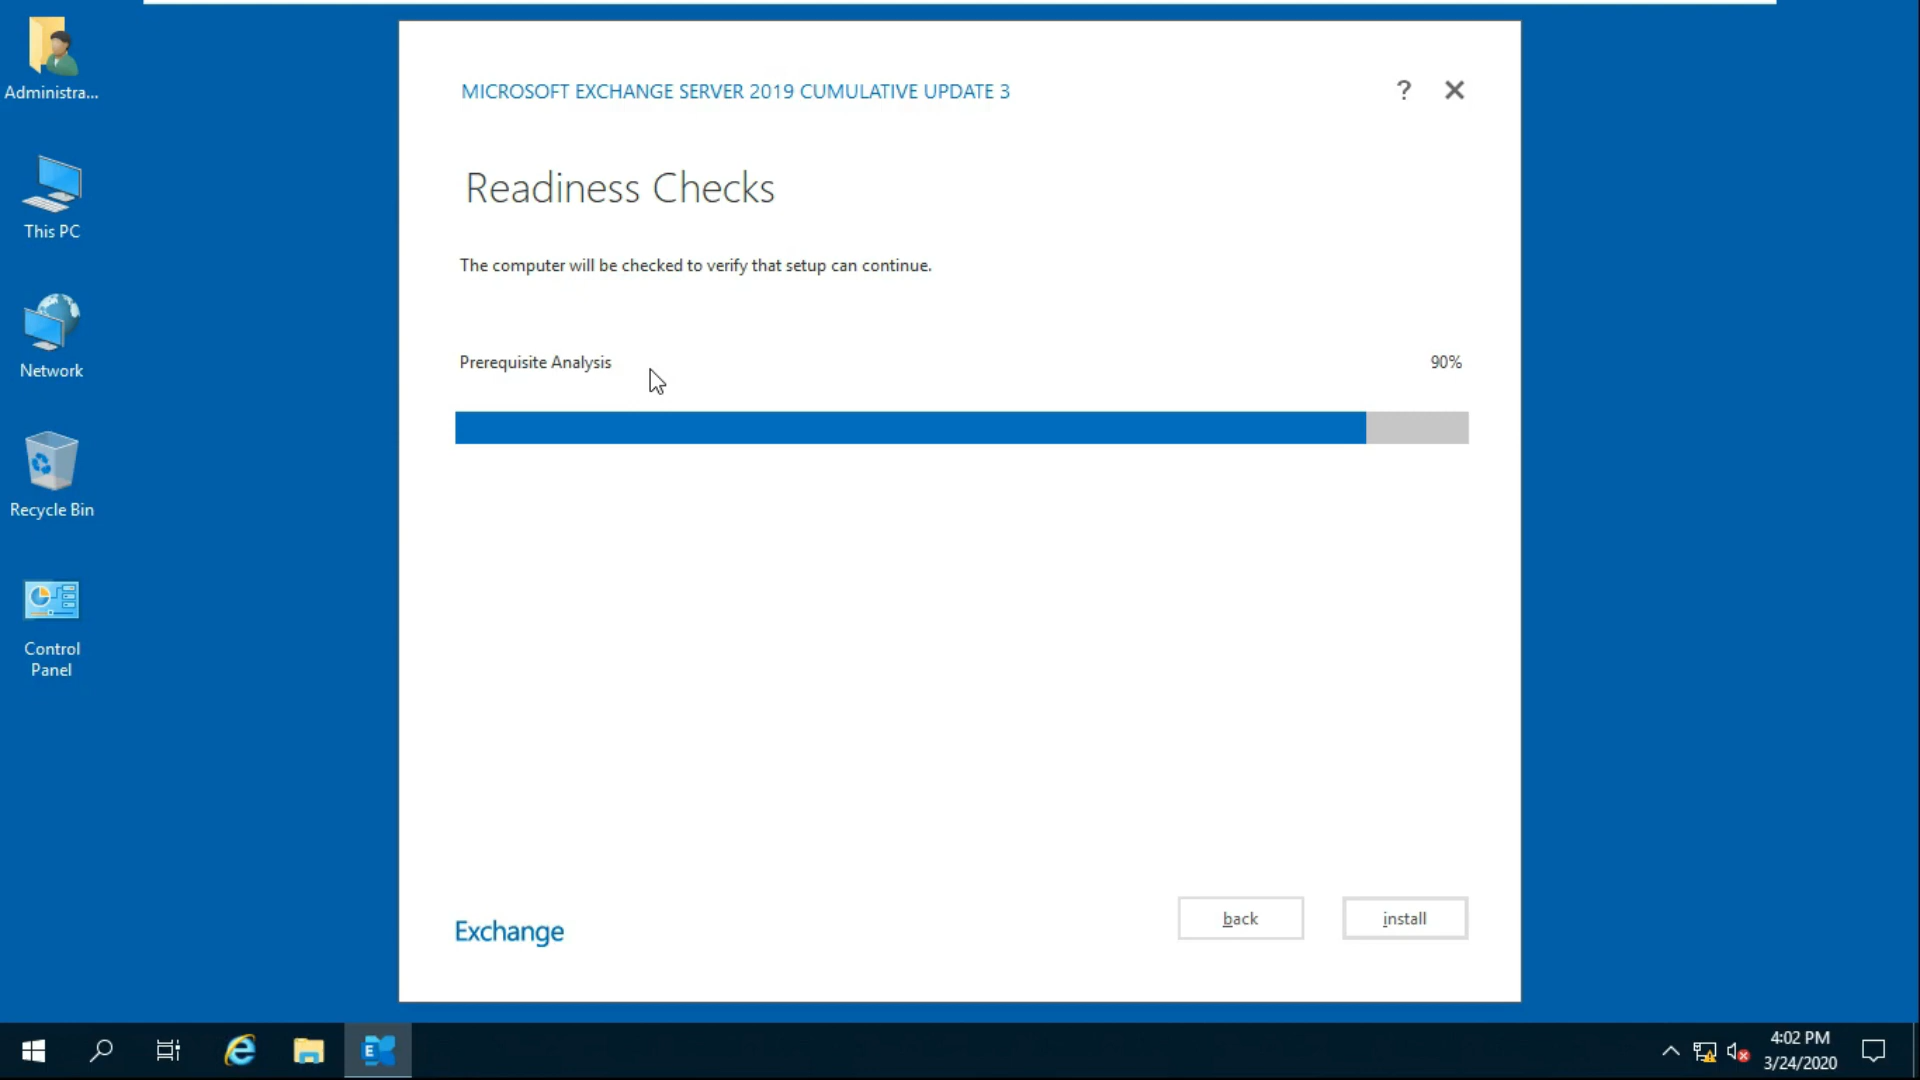 Administra...
This PC
Network
Recycle Bin
Control
Panel
MICROSOFT EXCHANGE SERVER 2019 CUMULATIVE UPDATE 3
?
Readiness Checks
The computer will be checked to verify that setup can continue.
Prerequisite Analysis 90%
Exchange
back install
4:02 PM
3/24/2020